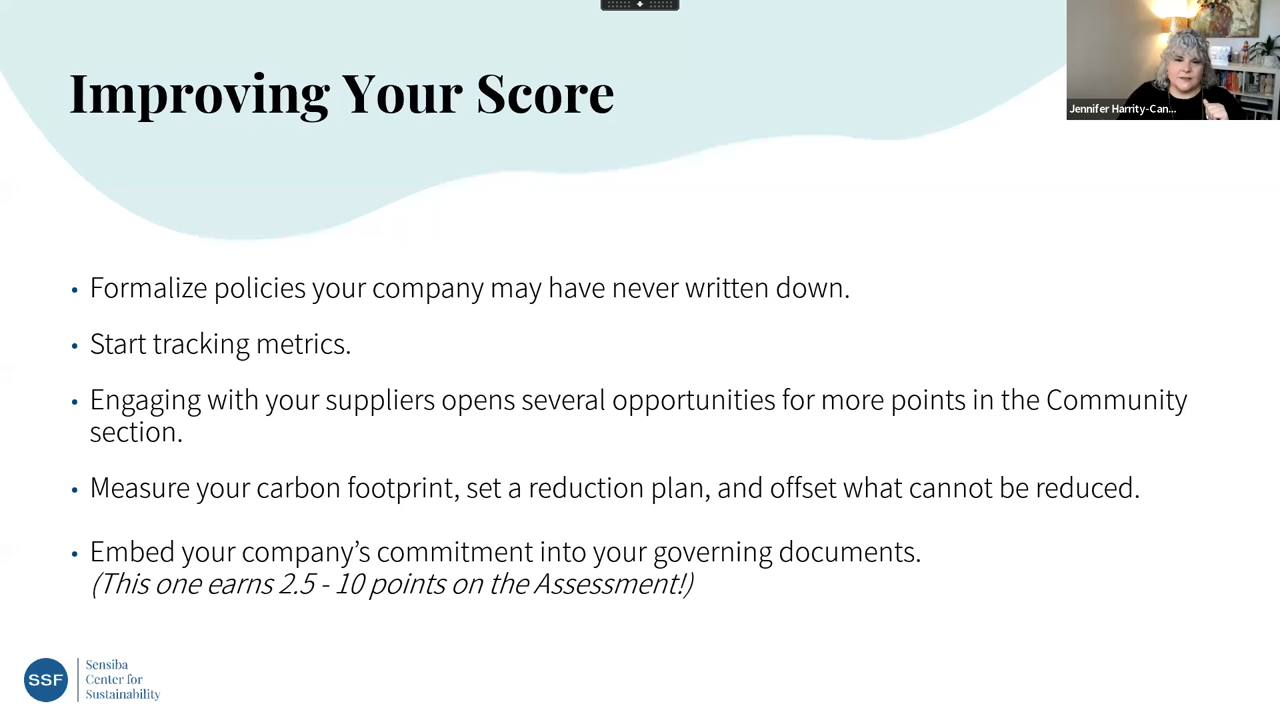 Improving Your Score
Jennifer Harrity-Can...
• Formalize policies your company may have never written down.
• Start tracking metrics.
• Engaging with your suppliers opens several opportunities for more points in the Community
section.
• Measure your carbon footprint, set a reduction plan, and offset what cannot be reduced.
• Embed your company’s commitment into your governing documents.
(This one earns 2.5 - 10 points on the Assessment!)
SSF
Sensiba
Center for
Sustainability